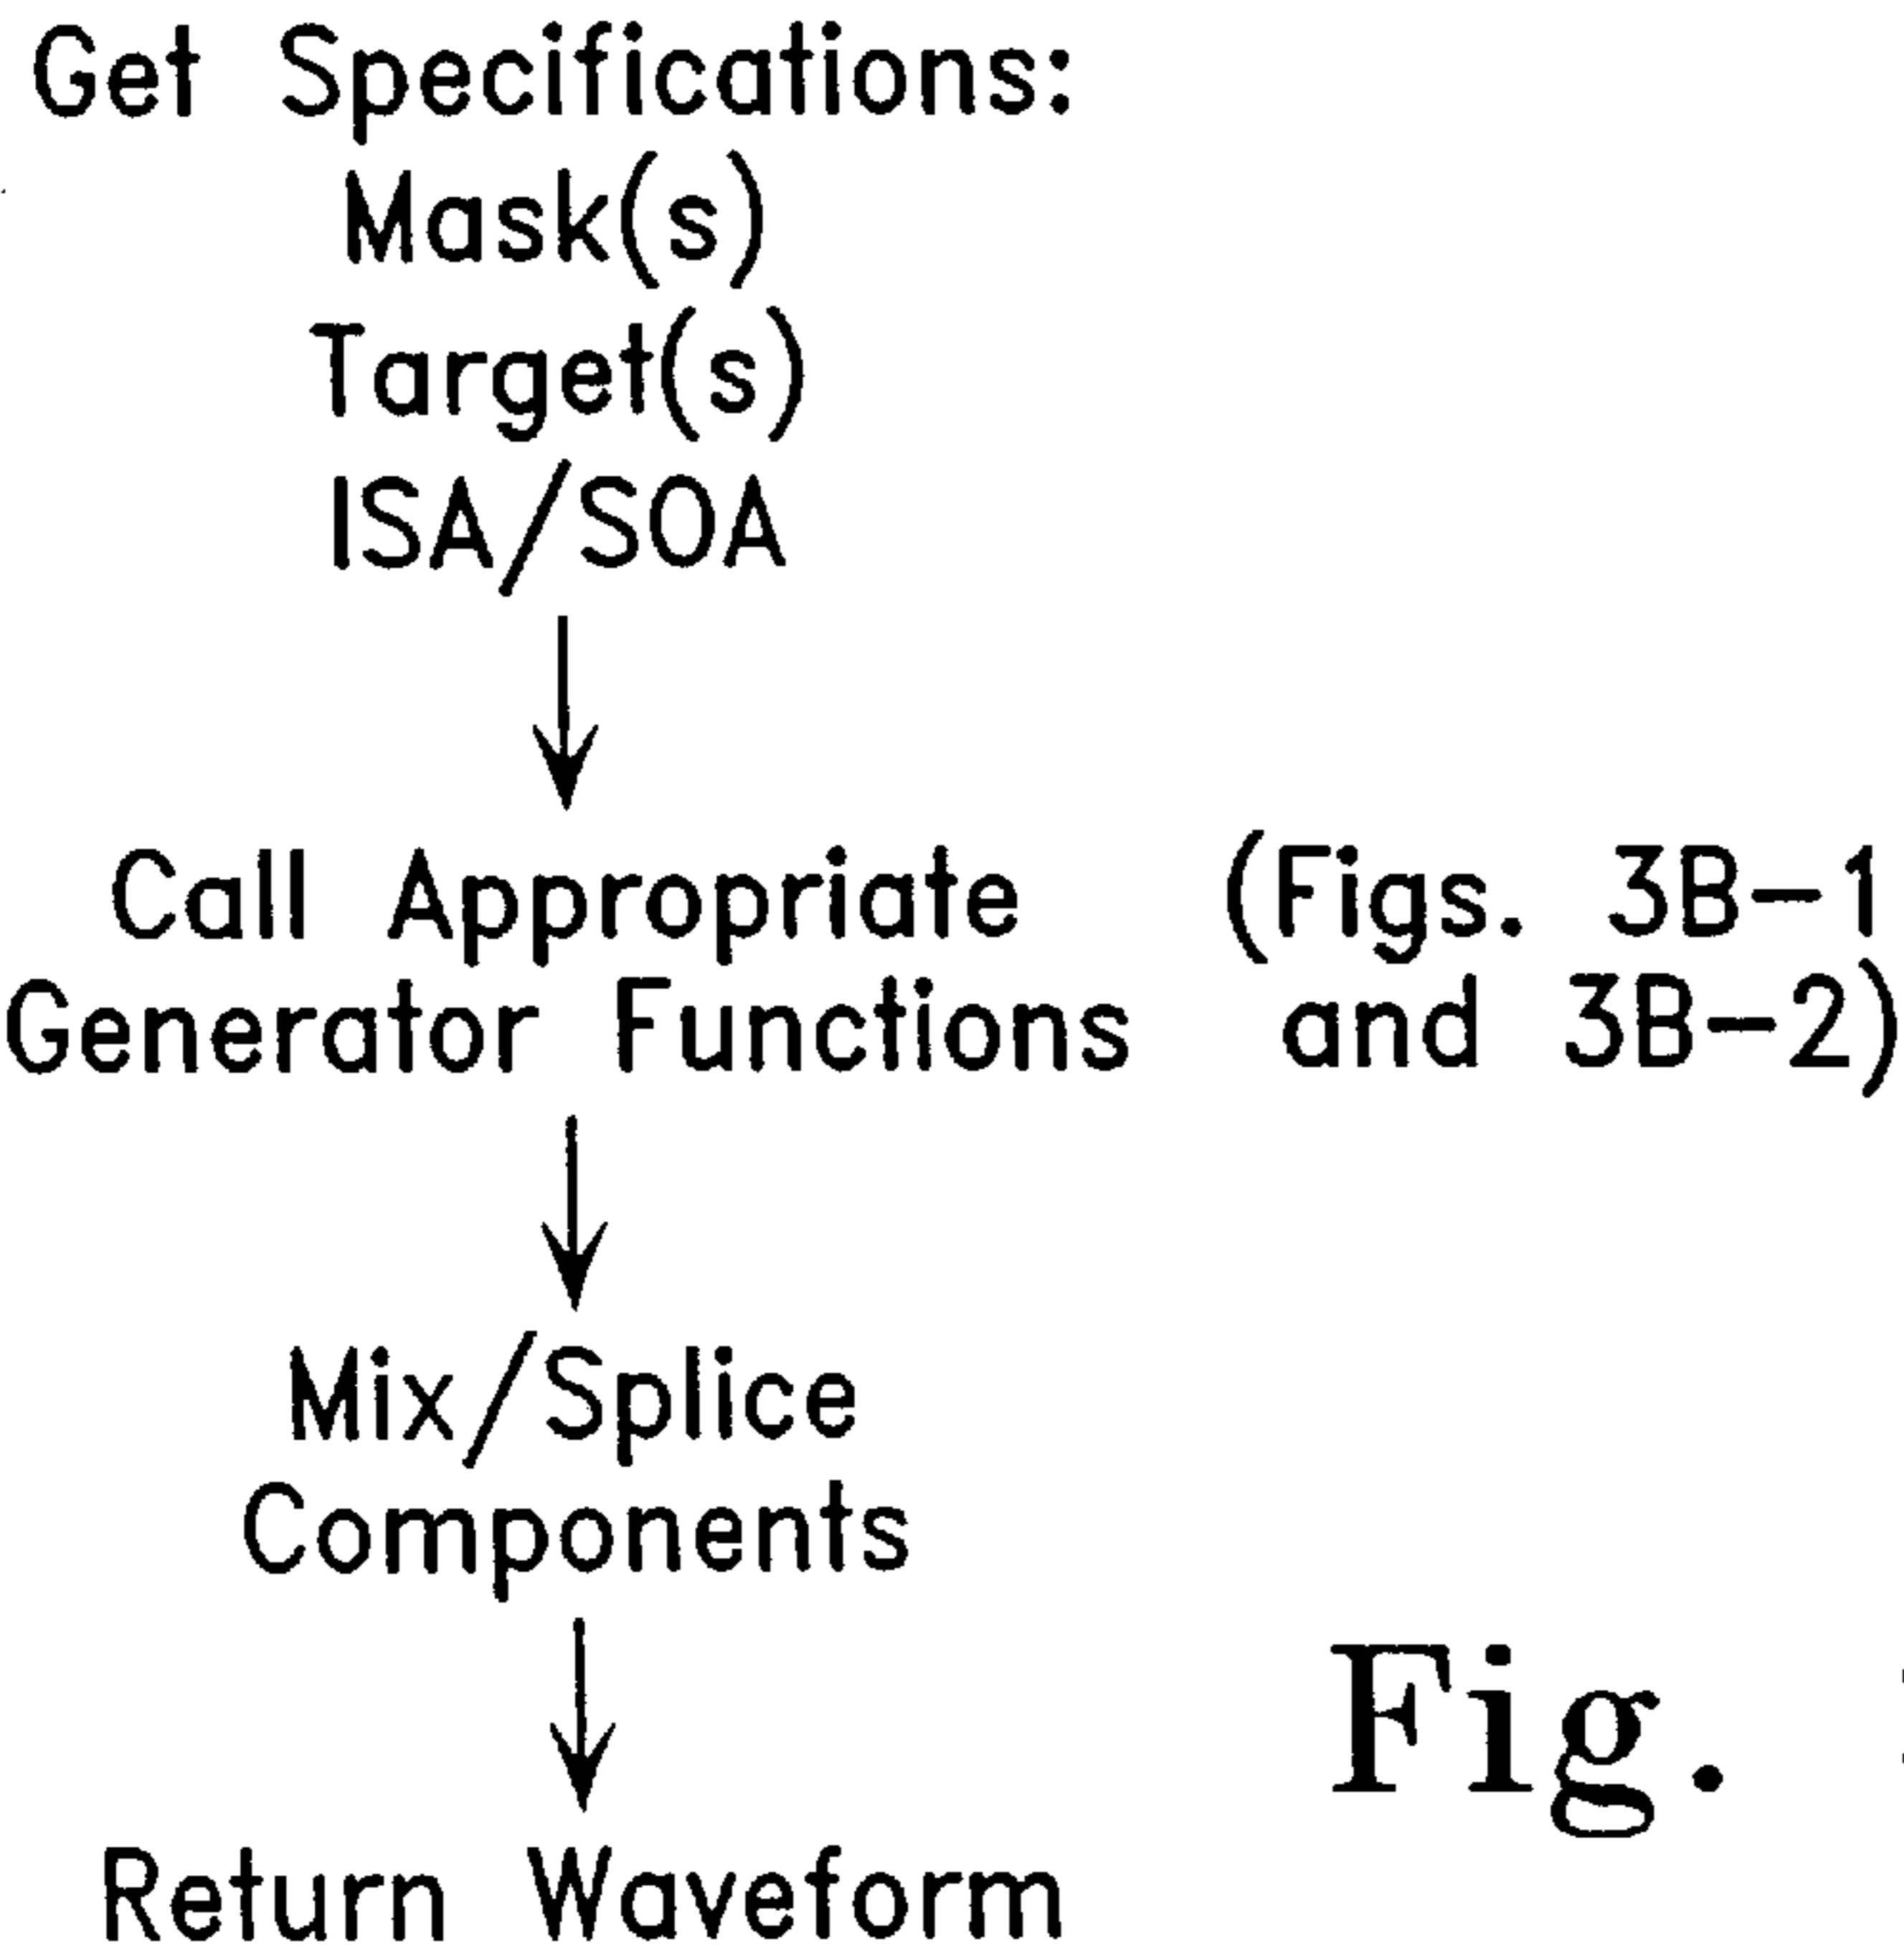 Get Specifications:
Mask(s)
Target(s)
ISA/SOA
Call Appropriate (Figs. 3B-1
Generator Functions and 3B-2)
Mix/Splice
Components
Fig.
Return Waveform